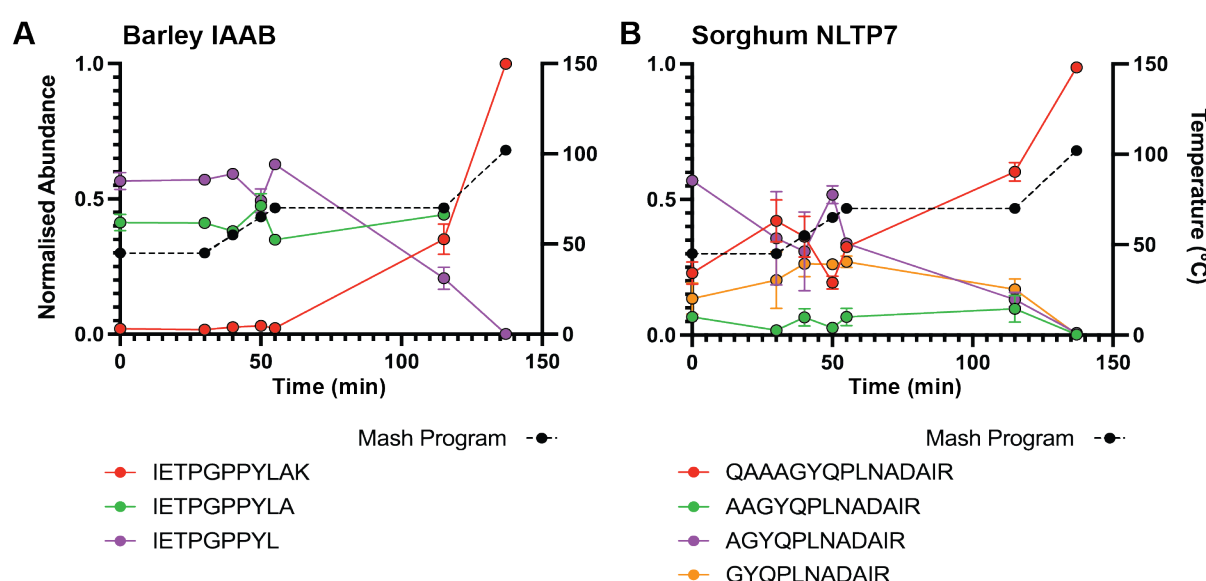 A
Barley IAAB
Normalised Abundance
1.0
0.5
0.0
150
100
50
0
0
50
100
150
Time (min)
Mash Program
IETPGPPYLAK
IETPGPPYLA
IETPGPPYL
B
Sorghum NLTP7
1.0
0.5
0.0
150
100
50
0
Temperature (°C)
0
50
100
150
Time (min)
Mash Program
QAAAGYQPLNADAIR
AAGYQPLNADAIR
AGYQPLNADAIR
GYQPLNADAIR